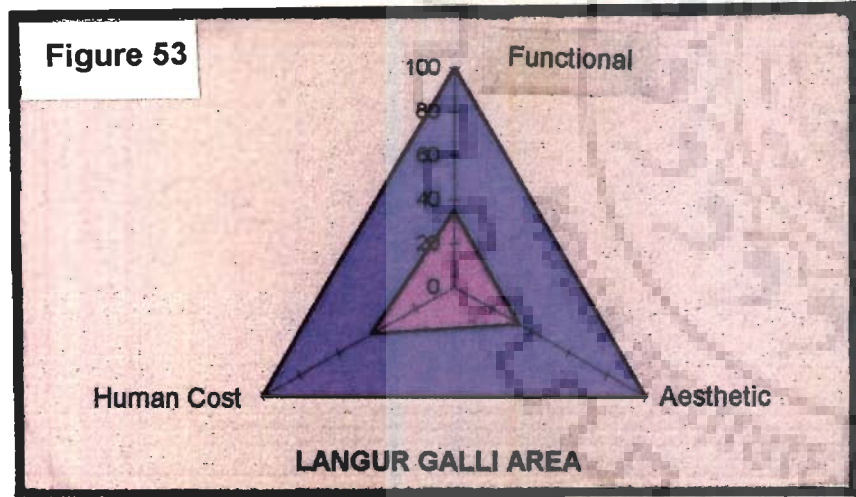 Figure 53
Functional
100
80
60
40
20
0
Human Cost
Aesthetic
LANGUR GALLI AREA